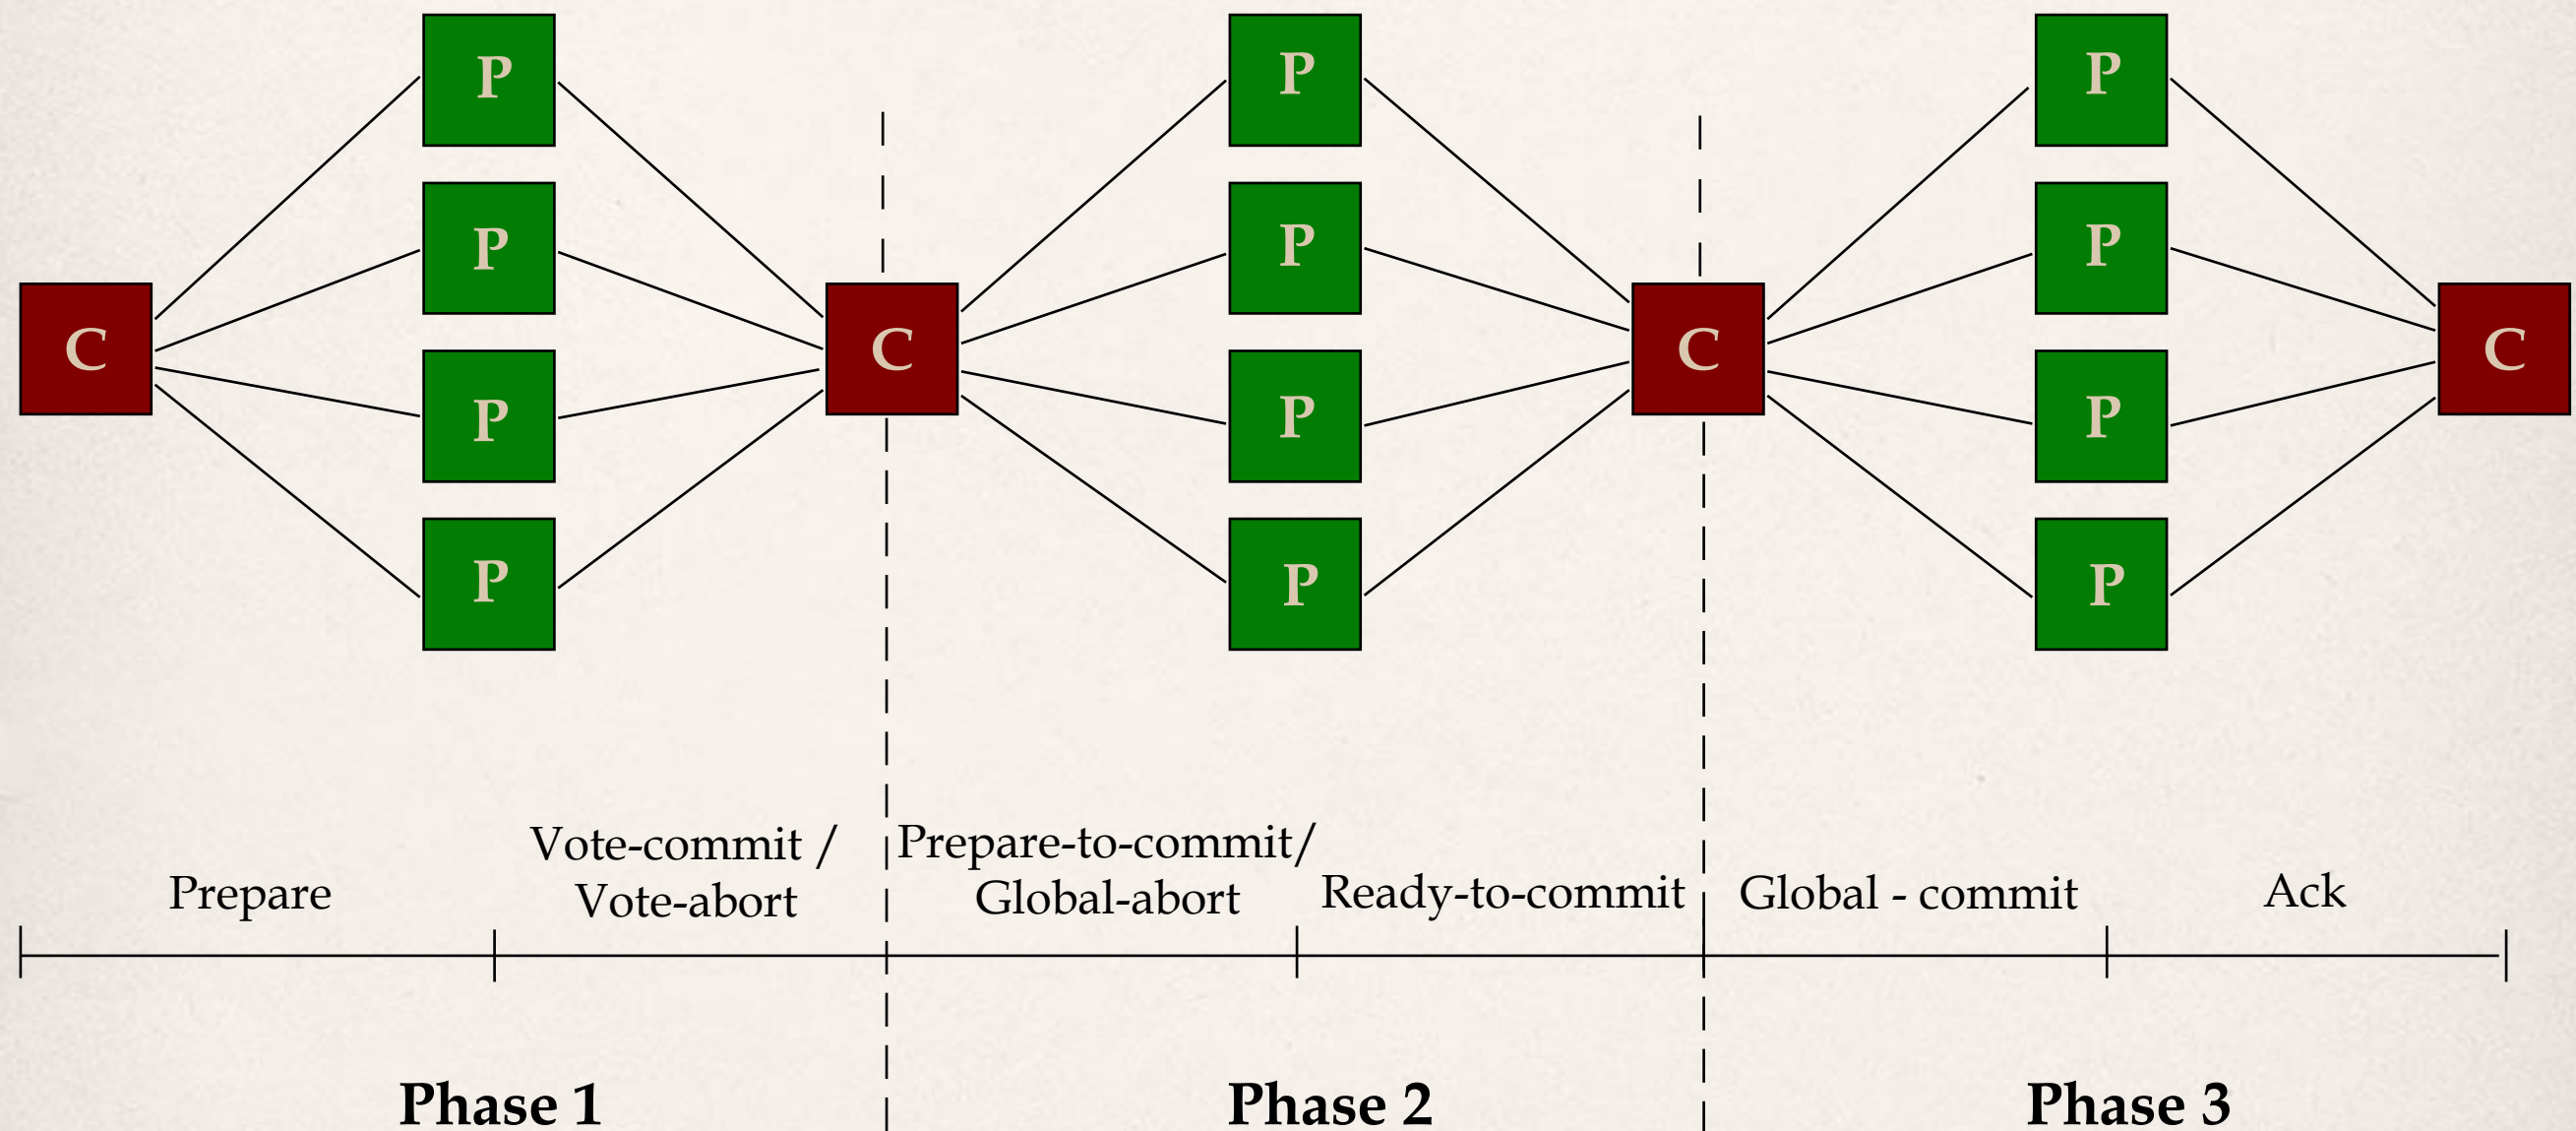 P
P
P
P
C
C
P
P
P
P
C
P
P
P
P
C
Prepare
Vote-commit /
Vote-abort
Prepare-to-commit/
Global-abort
Ready-to-commit
Global - commit
Ack
Phase 1
Phase 2
Phase 3